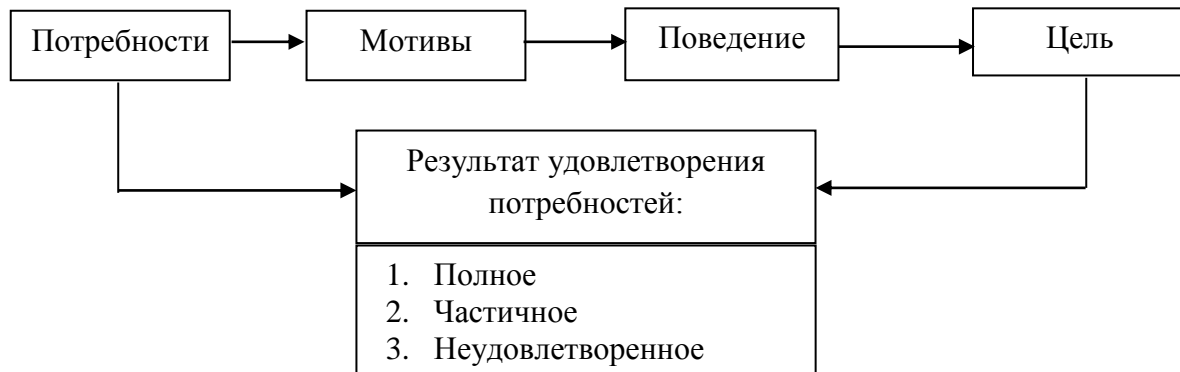 Потребности
Мотивы
Поведение
Цель
Результат удовлетворения
потребностей:
1. Полное
2. Частичное
3. Неудовлетворенное